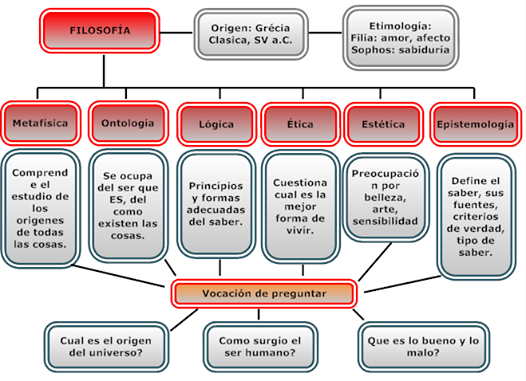 FILOSOFÍA
Origen: Grécia
Clasica, SV a.C.
Etimología:
Filia: amor, afecto
Sophos: sabiduría
Metafísica
Ontología
Lógica
Ética
Estética
Epistemología
Comprend
e el
estudio de
los
orígenes
de todas
las cosas.
Se ocupa
del ser que
ES, del
como
existen las
cosas.
Principios
y formas
adecuadas
del saber.
Cuestiona
cual es la
mejor
forma de
vivír.
Preocupació
n por
belleza,
arte,
sensibilidad
Define el
saber, sus
fuentes,
criterios
de verdad,
tipo de
saber.
Vocación de preguntar
Cual es el origen
del universo?
Como surgio el
ser humano?
Que es lo bueno y lo
malo?